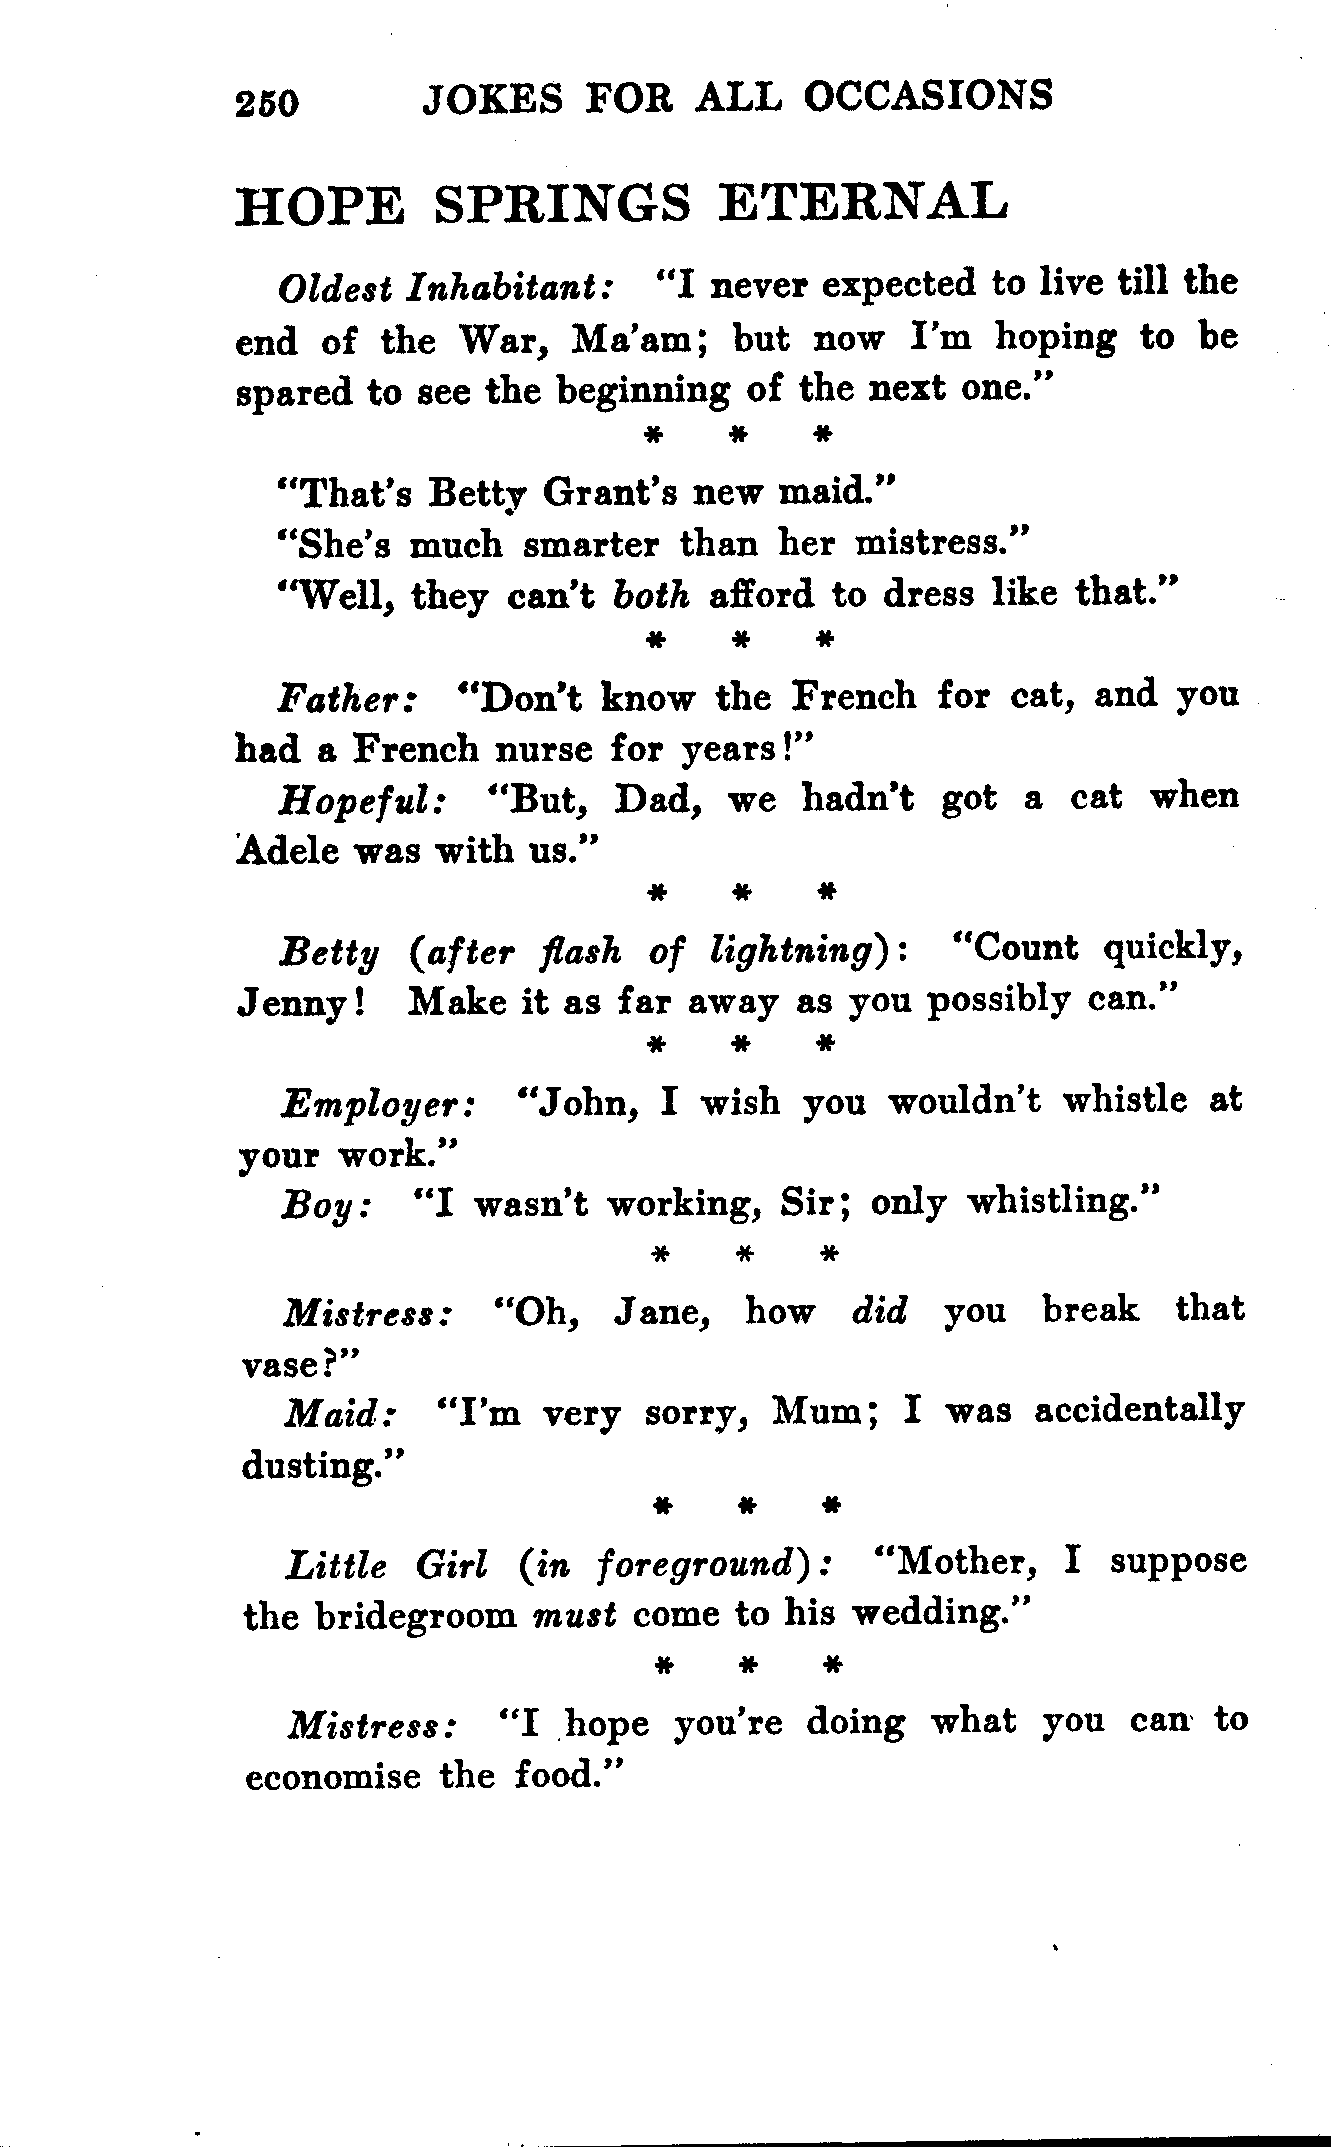 250 JOKES FOR ALL OCCASIONS
HOPE SPRINGS ETERNAL
Oldest Inhabitant: "I never expected to live till the
end of the War, Ma'am; but now I'm hoping to be
spared to see the beginning of the next one."
* * *
"That's Betty Grant's new maid."
"She's much smarter than her mistress."
"Well, they can't both afford to dress like that."
* * *
Father: "Don't know the French for cat, and you
had a French nurse for years!"
Hopeful: "But, Dad, we hadn't got a cat when
Adele was with us."
* * *
Betty (after flash of lightning): "Count quickly,
Jenny! Make it as far away as you possibly can."
* * *
Employer: "John, I wish you wouldn't whistle at
your work."
Boy: "I wasn't working, Sir; only whistling."
* * *
Mistress: "Oh, Jane, how did you break that
vase?"
Maid: "I'm very sorry, Mum; I was accidentally
dusting."
* * *
Little Girl (in foreground): "Mother, I suppose
the bridegroom must come to his wedding."
* * *
Mistress: "I hope you're doing what you can to
economise the food."